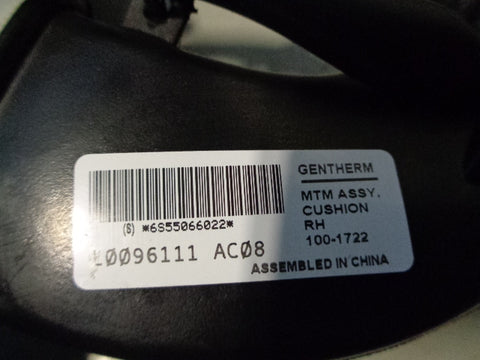 GENTHERM
MTM ASSY.
CUSHION
RH
100-1722
(S) *6S55066022*
L0096111 AC08
ASSEMBLED IN CHINA